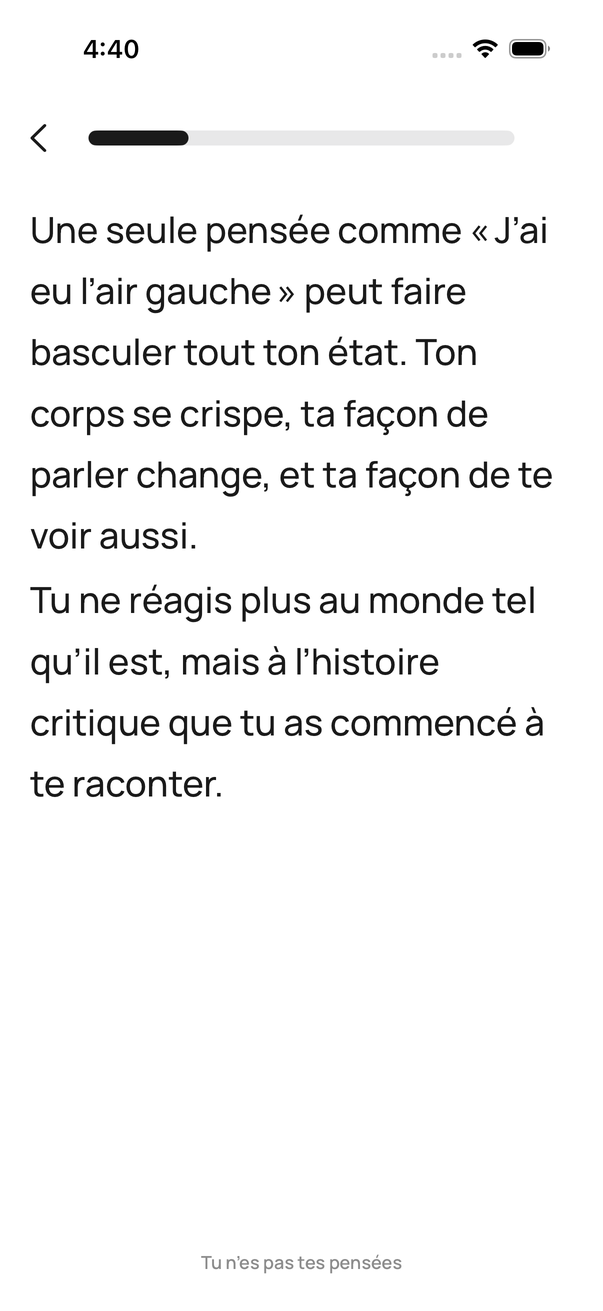 4:40
Une seule pensée comme « J’ai
eu l’air gauche » peut faire
basculer tout ton état. Ton
corps se crispe, ta façon de
parler change, et ta façon de te
voir aussi.
Tu ne réagis plus au monde tel
qu’il est, mais à l’histoire
critique que tu as commencé à
te raconter.
Tu n’es pas tes pensées